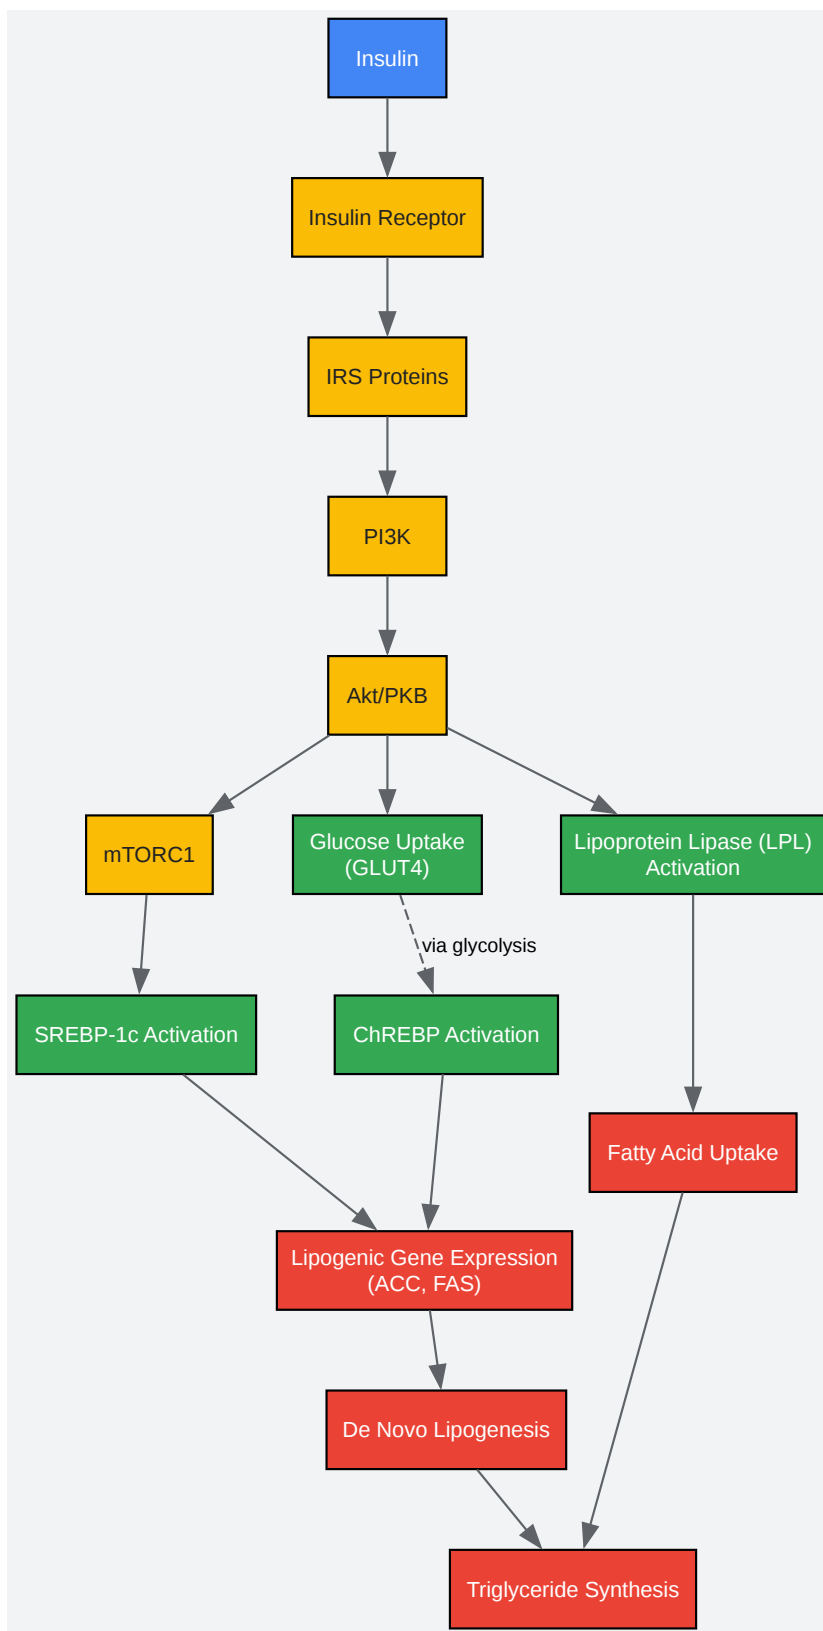 Insulin
Insulin Receptor
IRS Proteins
PI3K
Akt/PKB
mTORC1
Glucose Uptake
(GLUT4)
Lipoprotein Lipase (LPL)
Activation
via glycolysis
SREBP-1c Activation
ChREBP Activation
Fatty Acid Uptake
Lipogenic Gene Expression
(ACC, FAS)
De Novo Lipogenesis
Triglyceride Synthesis